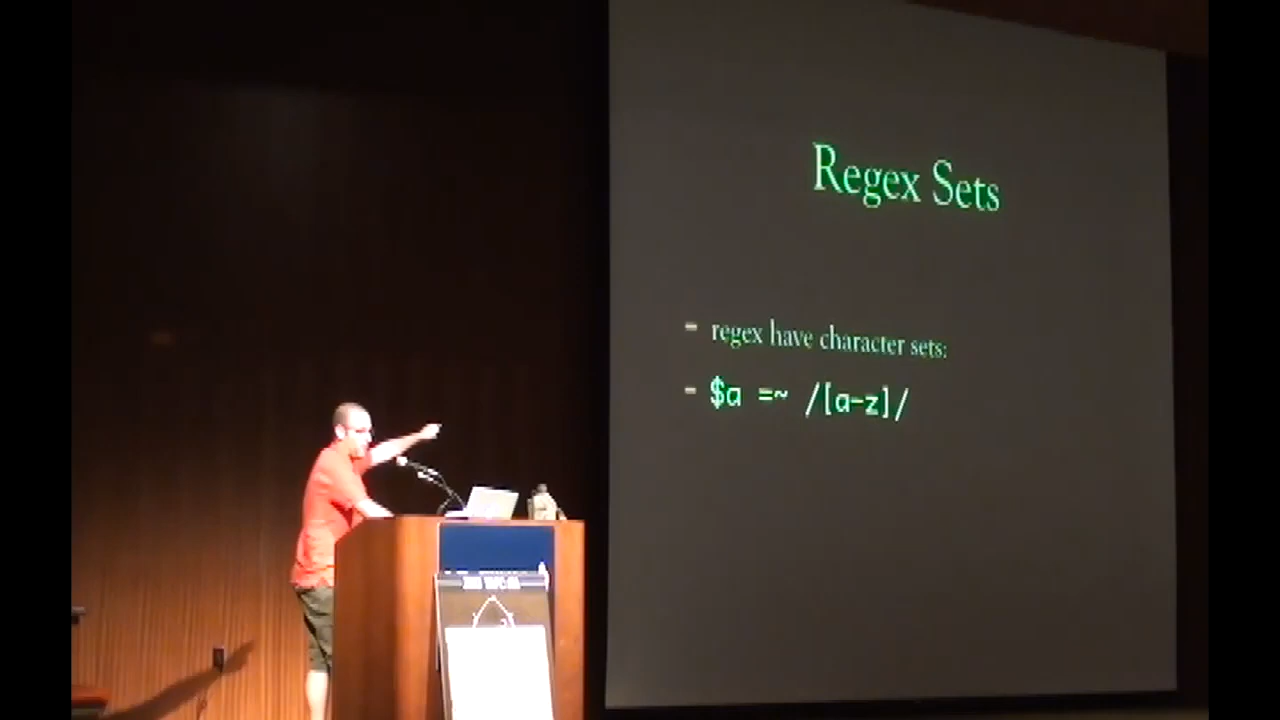 Regex Sets
- regex have character sets:
- $a =~ /[a-z]/